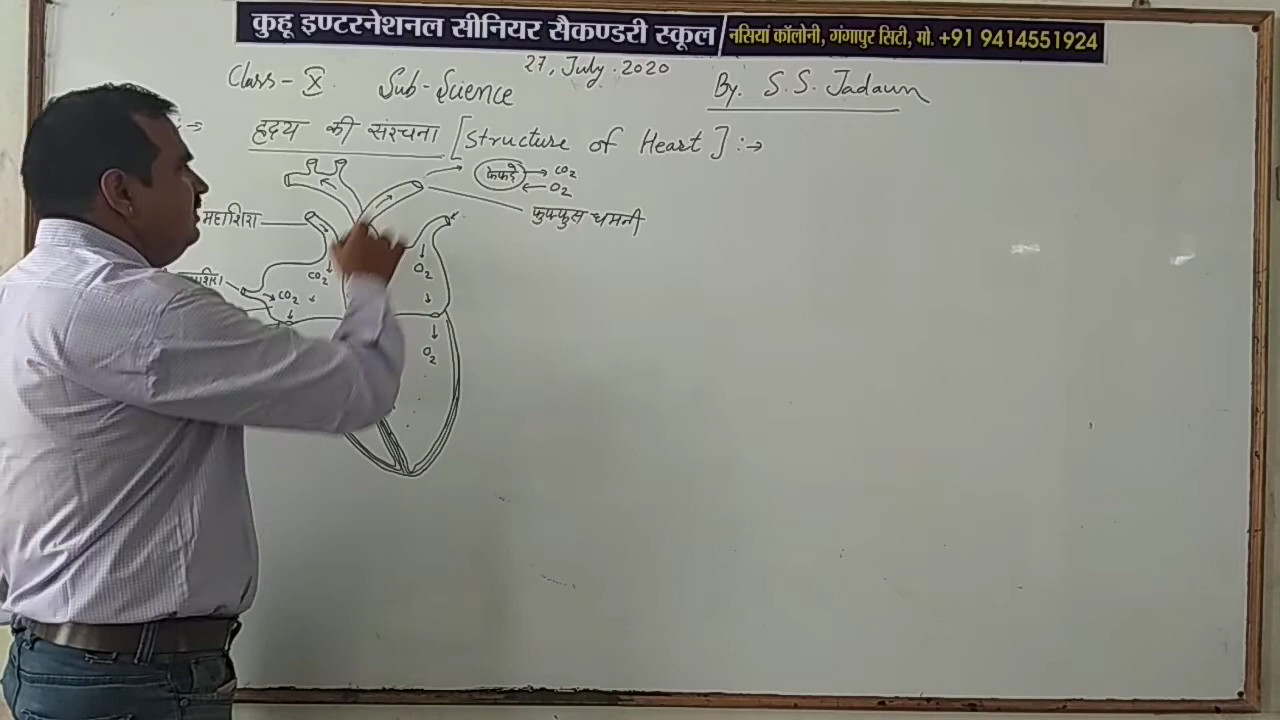 कुहू इण्टरनेशनल सीनियर सैकण्डरी स्कूल नसियां कॉलोनी, गंगापुर सिटी, मो. +91 9414551924
27, July. 2020
Class - X. Sub - Science By. S. S. Jadaun
हृदय की संरचना [Structure of Heart] :→
फेफड़े → CO2
← O2
महाशिरा
फुफ्फुस धमनी
CO2
O2
CO2
O2